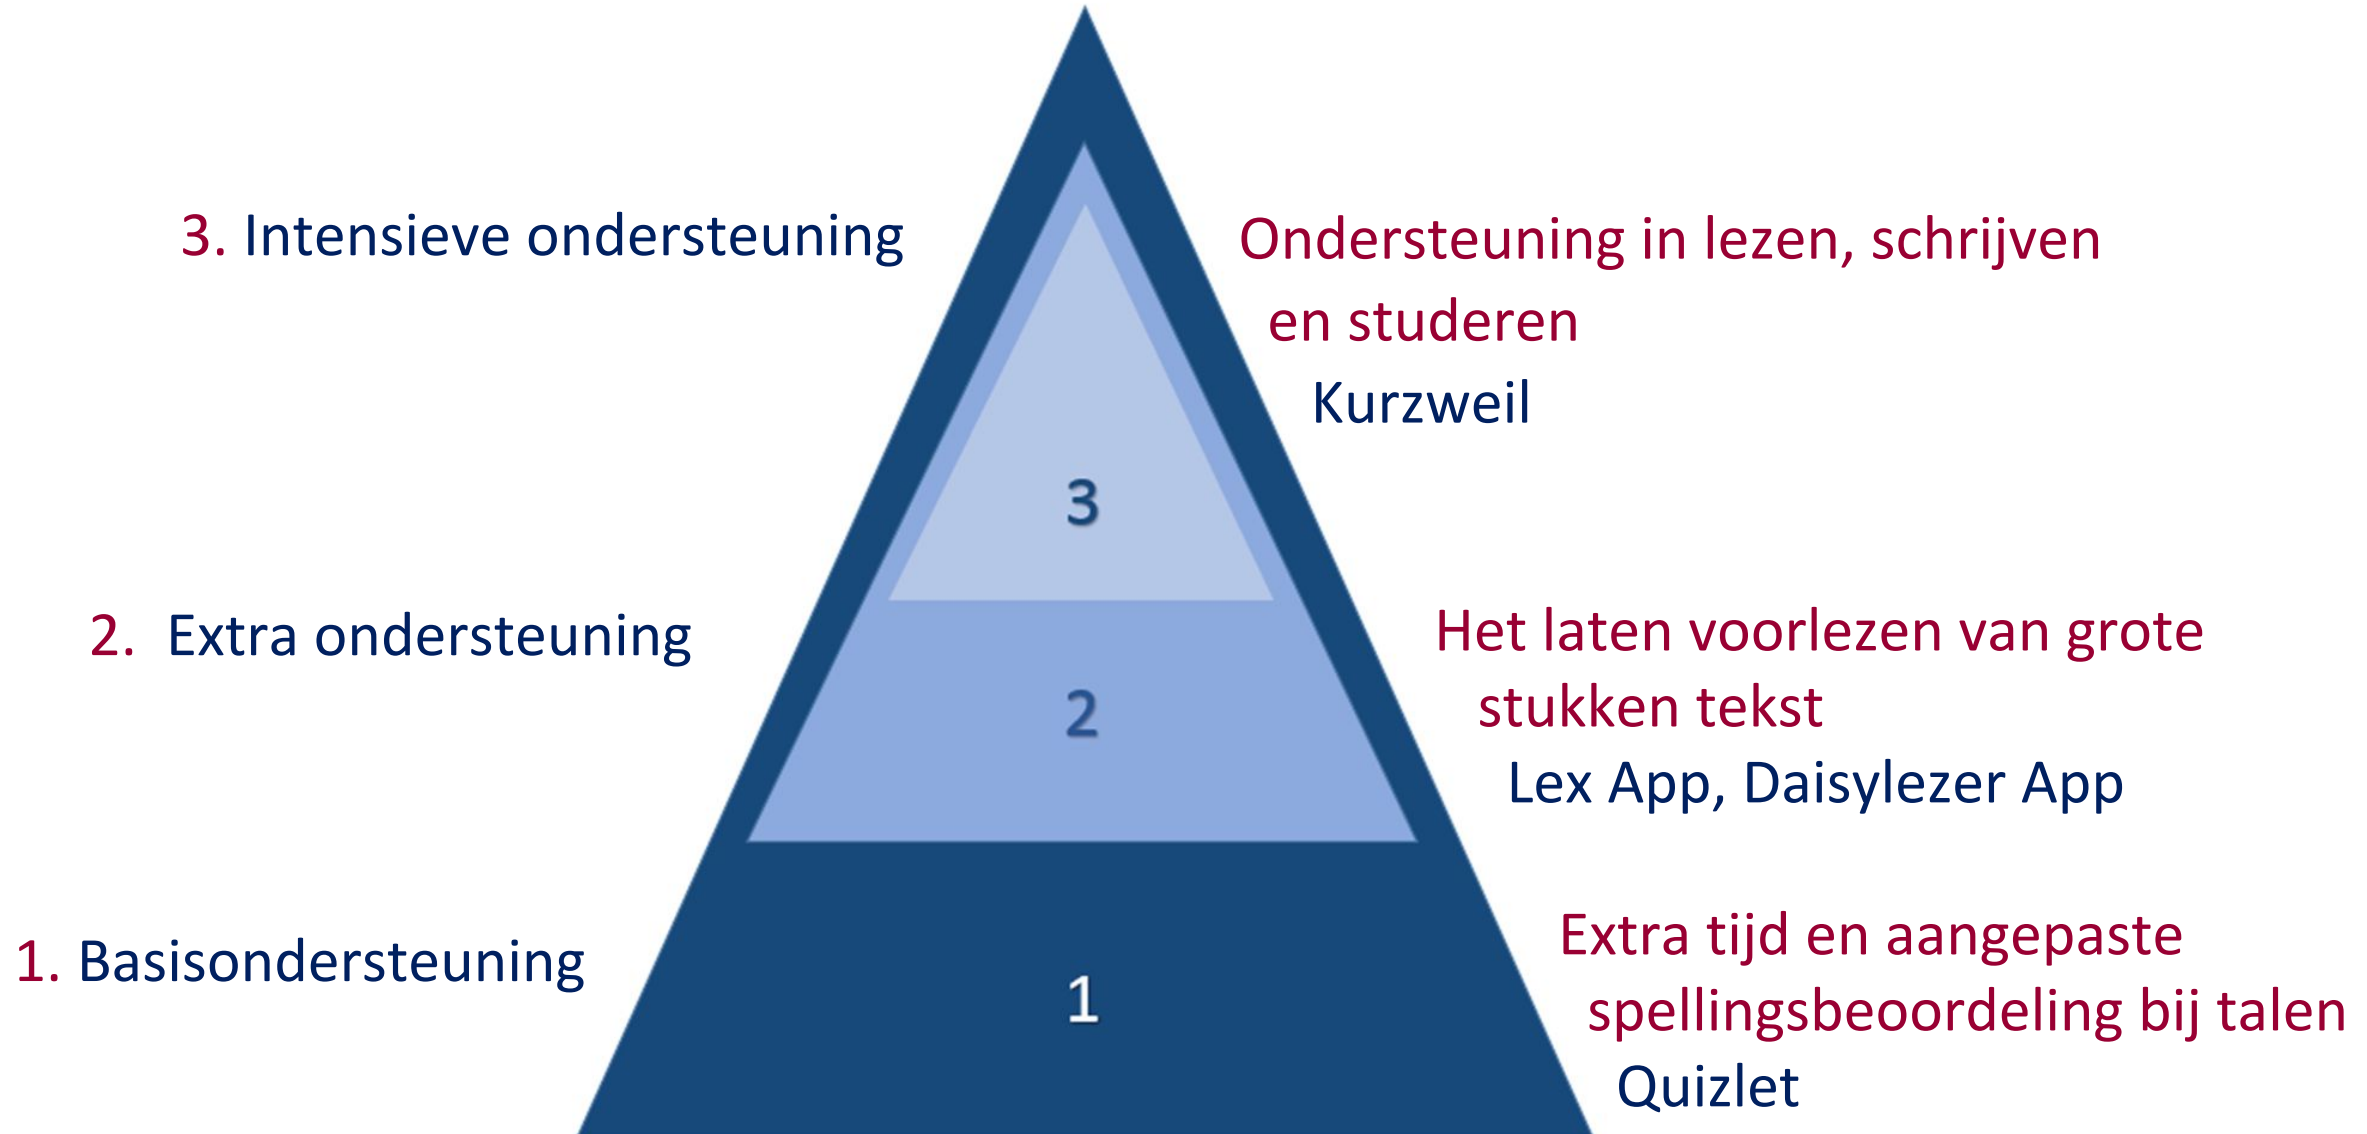 3. Intensieve ondersteuning
Ondersteuning in lezen, schrijven
en studeren
Kurzweil
3
2. Extra ondersteuning
Het laten voorlezen van grote
stukken tekst
Lex App, Daisylezer App
2
1. Basisondersteuning
Extra tijd en aangepaste
spellingsbeoordeling bij talen
Quizlet
1